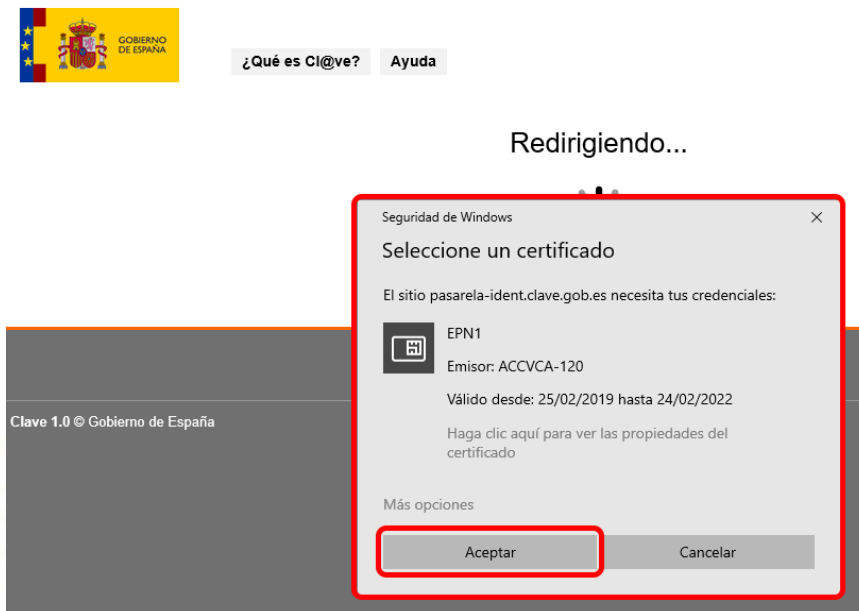 GOBIERNO
DE ESPAÑA
¿Qué es Cl@ve?
Ayuda
Redirigiendo...
Seguridad de Windows
Seleccione un certificado
El sitio pasarela-ident.clave.gob.es necesita tus credenciales:
EPN1
Emisor: ACCVCA-120
Válido desde: 25/02/2019 hasta 24/02/2022
Haga clic aquí para ver las propiedades del
certificado
Más opciones
Aceptar
Cancelar
Clave 1.0 © Gobierno de España